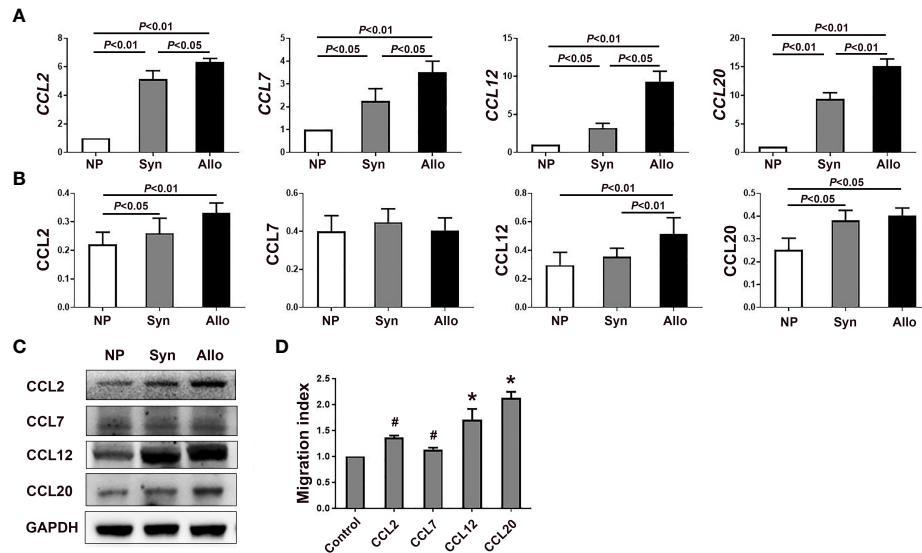 A
P<0.01
P<0.01 P<0.05
CCL2
8
6
4
2
0
NP Syn Allo
P<0.01
P<0.05 P<0.05
CCL7
5
4
3
2
1
0
NP Syn Allo
P<0.01
P<0.05 P<0.05
CCL12
15
10
5
0
NP Syn Allo
P<0.01
P<0.01 P<0.01
CCL20
20
15
10
5
0
NP Syn Allo
B
P<0.01
P<0.05
CCL2
0.4
0.3
0.2
0.1
0.0
NP Syn Allo
CCL7
0.6
0.4
0.2
0.0
NP Syn Allo
P<0.01
P<0.01
CCL12
0.8
0.6
0.4
0.2
0.0
NP Syn Allo
P<0.05
P<0.05
CCL20
0.5
0.4
0.3
0.2
0.1
0.0
NP Syn Allo
C
NP Syn Allo
CCL2
CCL7
CCL12
CCL20
GAPDH
D
Migration index
2.5
2.0
1.5
1.0
0.5
0.0
# # * *
Control CCL2 CCL7 CCL12 CCL20